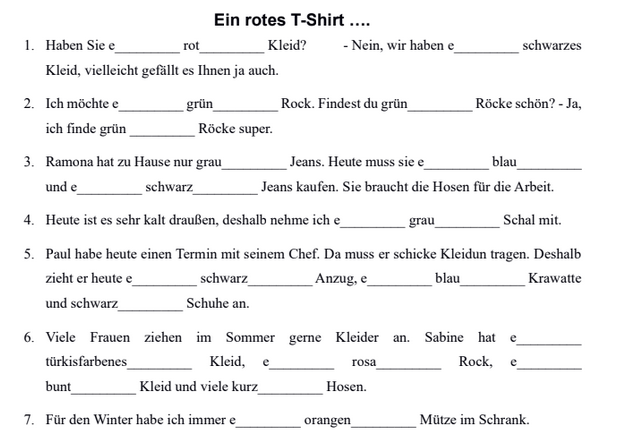 Ein rotes T-Shirt ....
1. Haben Sie e_________ rot_________ Kleid? - Nein, wir haben e_________ schwarzes
Kleid, vielleicht gefällt es Ihnen ja auch.
2. Ich möchte e_________ grün_________ Rock. Findest du grün_________ Röcke schön? - Ja,
ich finde grün _________ Röcke super.
3. Ramona hat zu Hause nur grau_________ Jeans. Heute muss sie e_________ blau_________
und e_________ schwarz_________ Jeans kaufen. Sie braucht die Hosen für die Arbeit.
4. Heute ist es sehr kalt draußen, deshalb nehme ich e_________ grau_________ Schal mit.
5. Paul habe heute einen Termin mit seinem Chef. Da muss er schicke Kleidun tragen. Deshalb
zieht er heute e_________ schwarz_________ Anzug, e_________ blau_________ Krawatte
und schwarz_________ Schuhe an.
6. Viele Frauen ziehen im Sommer gerne Kleider an. Sabine hat e_________
türkisfarbenes_________ Kleid, e_________ rosa_________ Rock, e_________
bunt_________ Kleid und viele kurz_________ Hosen.
7. Für den Winter habe ich immer e_________ orangen_________ Mütze im Schrank.